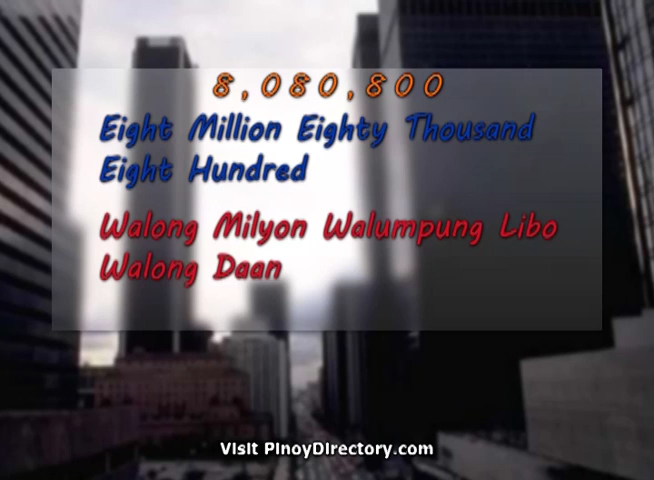 8,080,800
Eight Million Eighty Thousand
Eight Hundred
Walong Milyon Walumpung Libo
Walong Daan
Visit PinoyDirectory.com